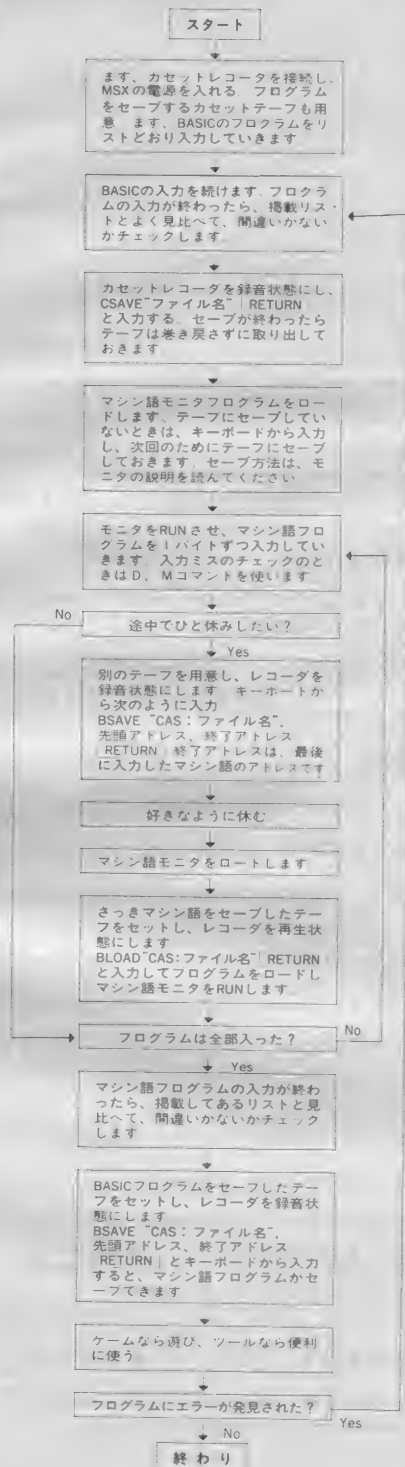 スタート
まず、カセットレコーダを接続し、
MSXの電源を入れる プログラム
をセーブするカセットテープも用
意 まず、BASICのプログラムをリ
ストどおり入力していきます
BASICの入力を続けます プログラ
ムの入力が終わったら、掲載リス
トとよく見比べて、間違いがない
かチェックします
カセットレコーダを録音状態にし、
CSAVE"ファイル名" RETURN
と入力する セーブが終わったら
テープは巻き戻さずに取り出して
おきます
マシン語モニタプログラムをロー
ドします、テープにセーブしてい
ないときは、キーボードから入力
し、次回のためにテープにセーブ
しておきます セーブ方法は、モ
ニタの説明を読んてください
モニタをRUNさせ、マシン語プロ
グラムを1バイトずつ入力してい
きます 入力ミスのチェックのと
きはD、Mコマンドを使います
No
途中でひと休みしたい?
Yes
別のテープを用意し、レコーダを
録音状態にします キーボードか
ら次のように入力
BSAVE "CAS:ファイル名",
先頭アドレス、終了アドレス
RETURN 終了アドレスは、最後
に入力したマシン語のアドレスです
好きなように休む
マシン語モニタをロードします
さっきマシン語をセーブしたテー
プをセットし、レコーダを再生状
態にします
BLOAD"CAS:ファイル名" RETURN
と入力してプログラムをロードし
マシン語モニタをRUNします
プログラムは全部入った?
No
Yes
マシン語プログラムの入力が終わ
ったら、掲載してあるリストと見
比べて、間違いがないかチェック
します
BASICプログラムをセーブしたテー
プをセットし、レコーダを録音状
態にします
BSAVE "CAS:ファイル名",
先頭アドレス、終了アドレス
RETURN とキーボードから入力
すると、マシン語プログラムがセ
ーブできます
ゲームなら遊び、ツールなら便利
に使う
プログラムにエラーが発見された?
Yes
No
終わり